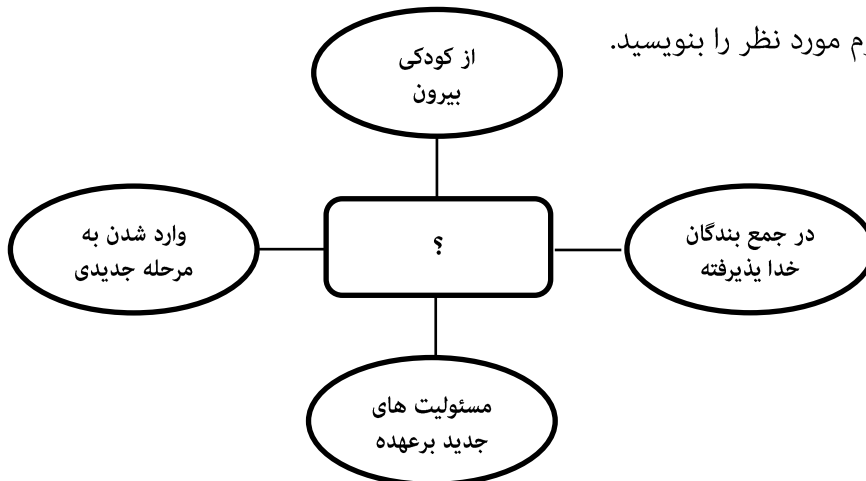 مورد نظر را بنویسید.
از کودکی
بیرون
وارد شدن به
مرحله جدیدی
؟
در جمع بندگان
خدا پذیرفته
مسئولیت های
جدید برعهده